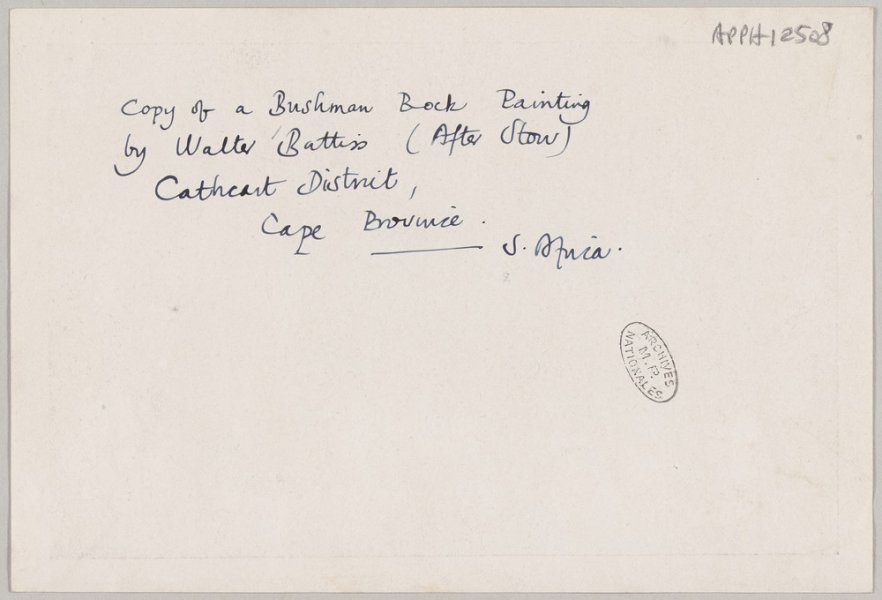 APPH12508
Copy of a Bushman Rock Painting
by Walter Battiss (After Stow)
Cathcart District,
Cape Province.
S. Africa.
ARCHIVES
M.P.
NATIONALES